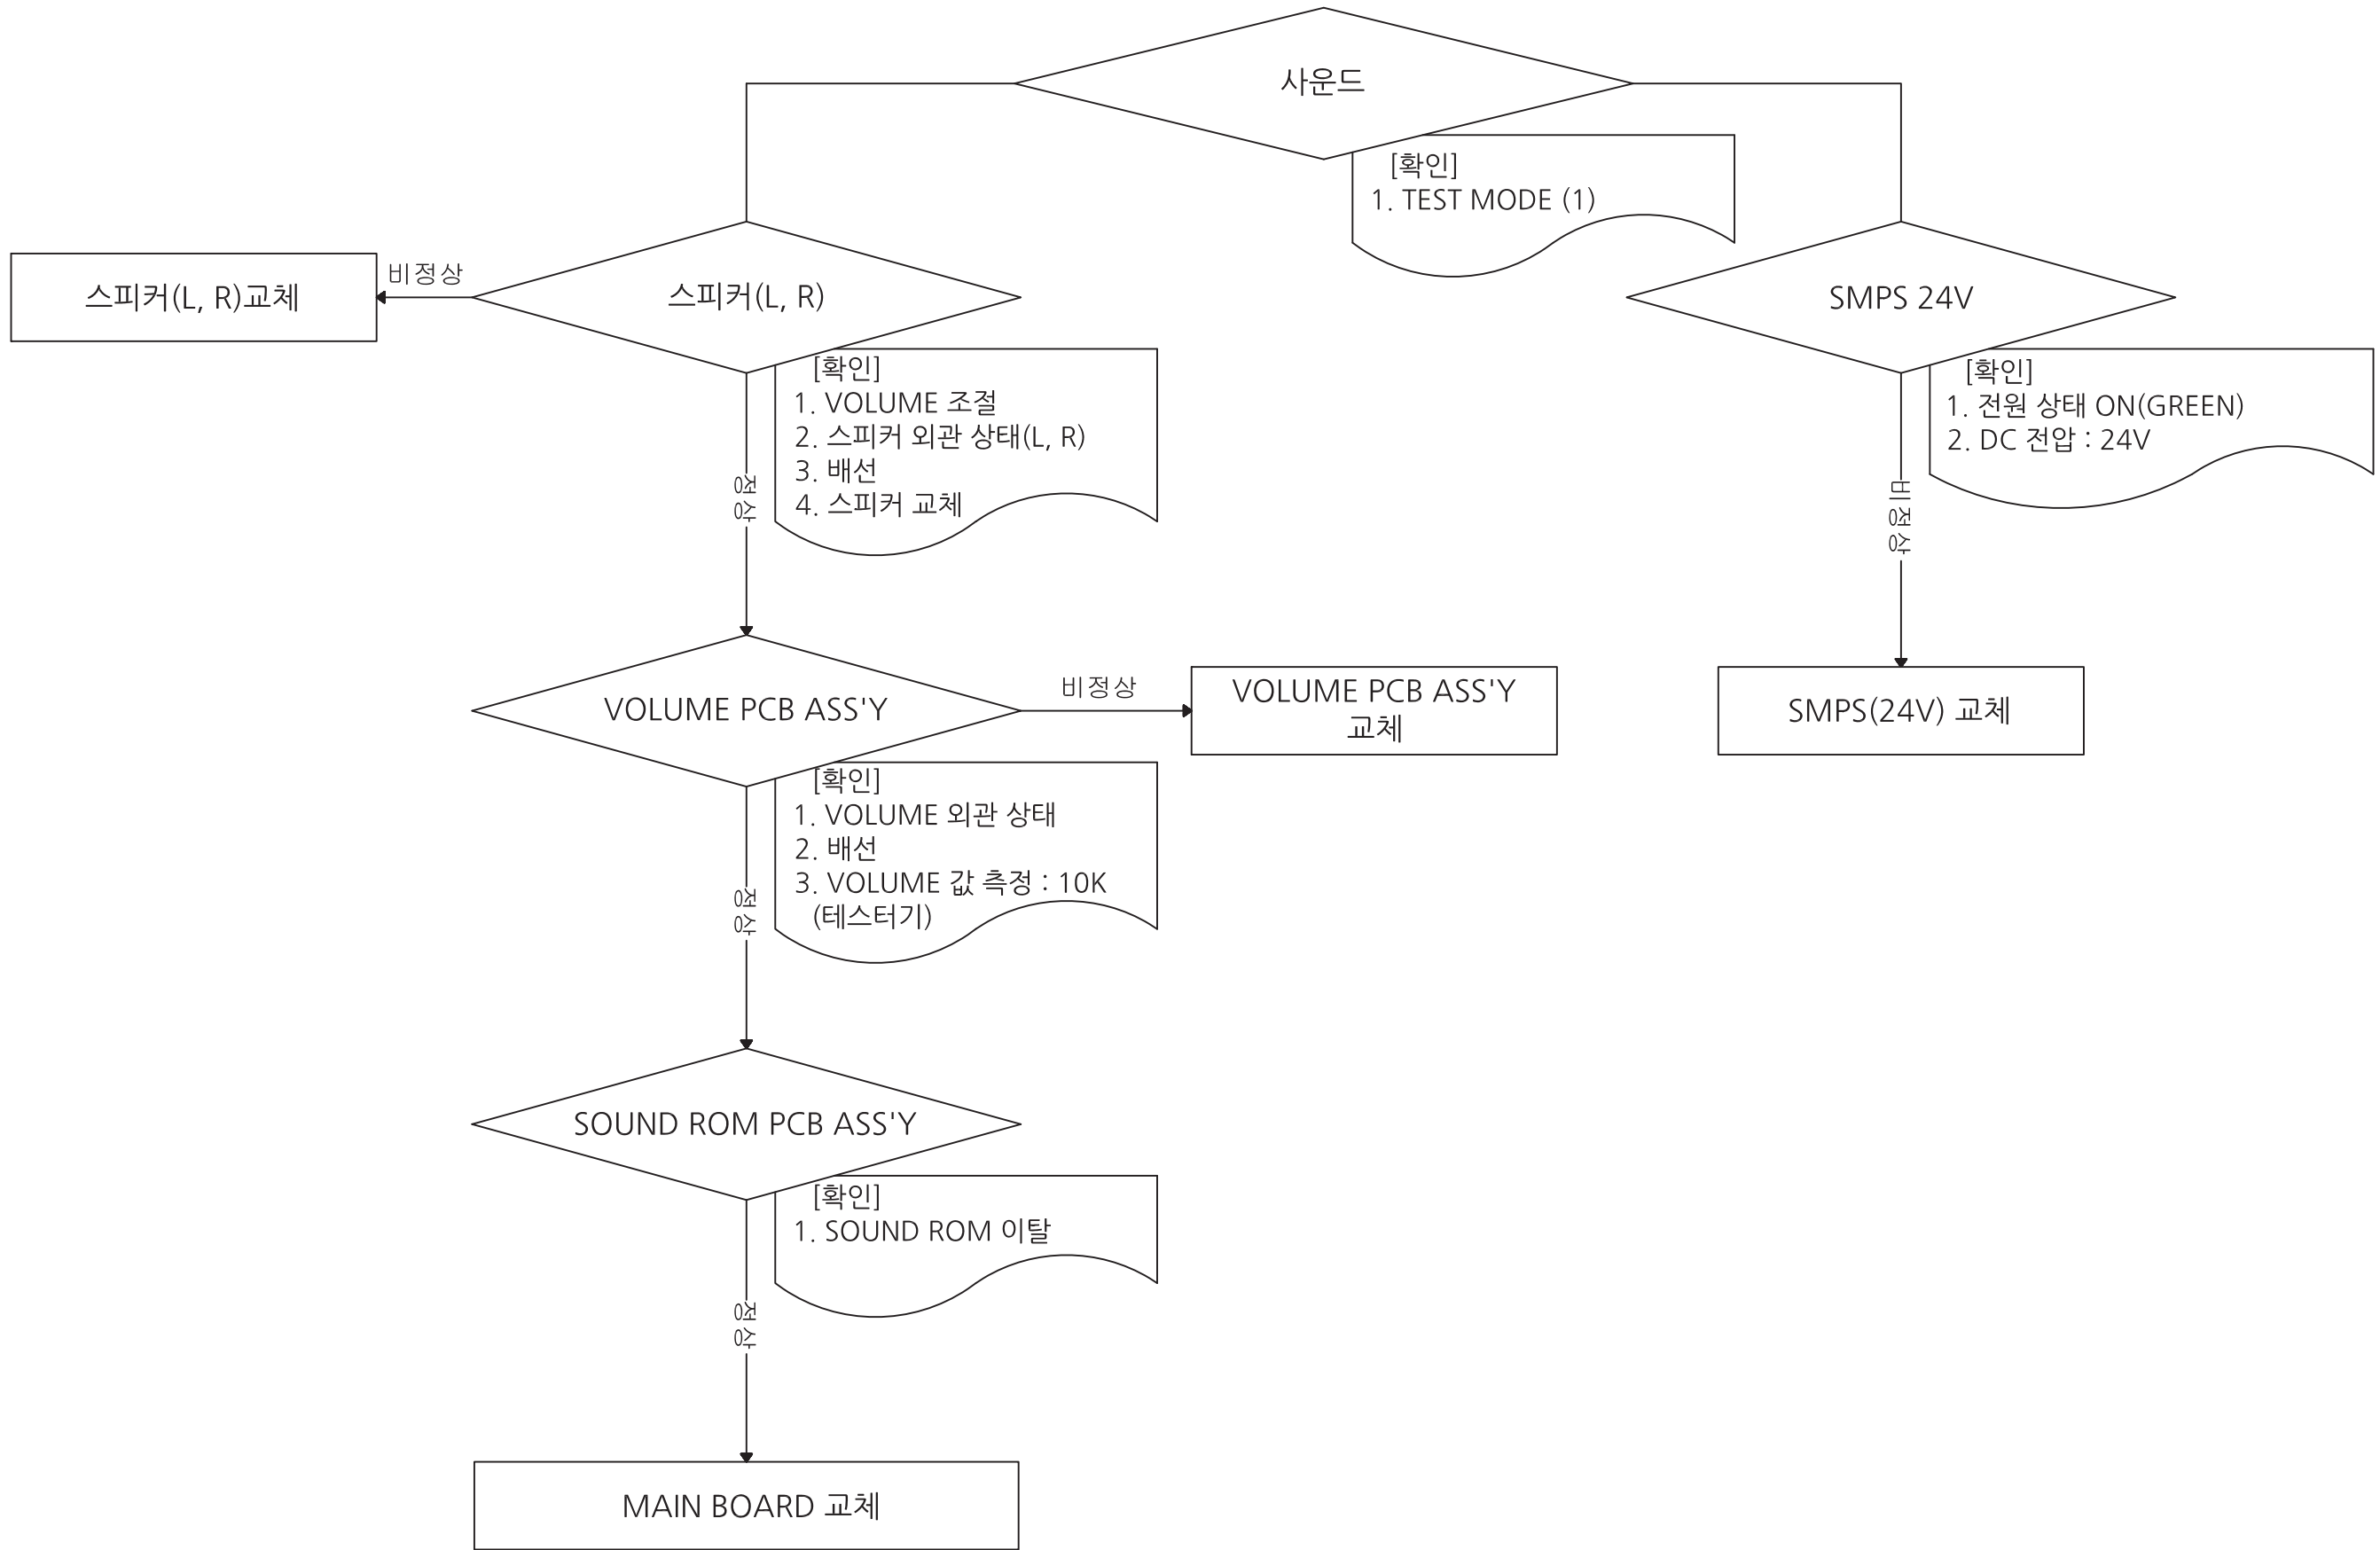 사운드
[확인]
1. TEST MODE (1)
스피커(L, R)교체
비정상
스피커(L, R)
SMPS 24V
[확인]
1. VOLUME 조절
2. 스피커 외관 상태(L, R)
3. 배선
4. 스피커 교체
[확인]
1. 전원 상태 ON(GREEN)
2. DC 전압 : 24V
정상
비정상
VOLUME PCB ASS'Y
비정상
VOLUME PCB ASS'Y
교체
SMPS(24V) 교체
[확인]
1. VOLUME 외관 상태
2. 배선
3. VOLUME 값 측정 : 10K
(테스터기)
정상
SOUND ROM PCB ASS'Y
[확인]
1. SOUND ROM 이탈
정상
MAIN BOARD 교체